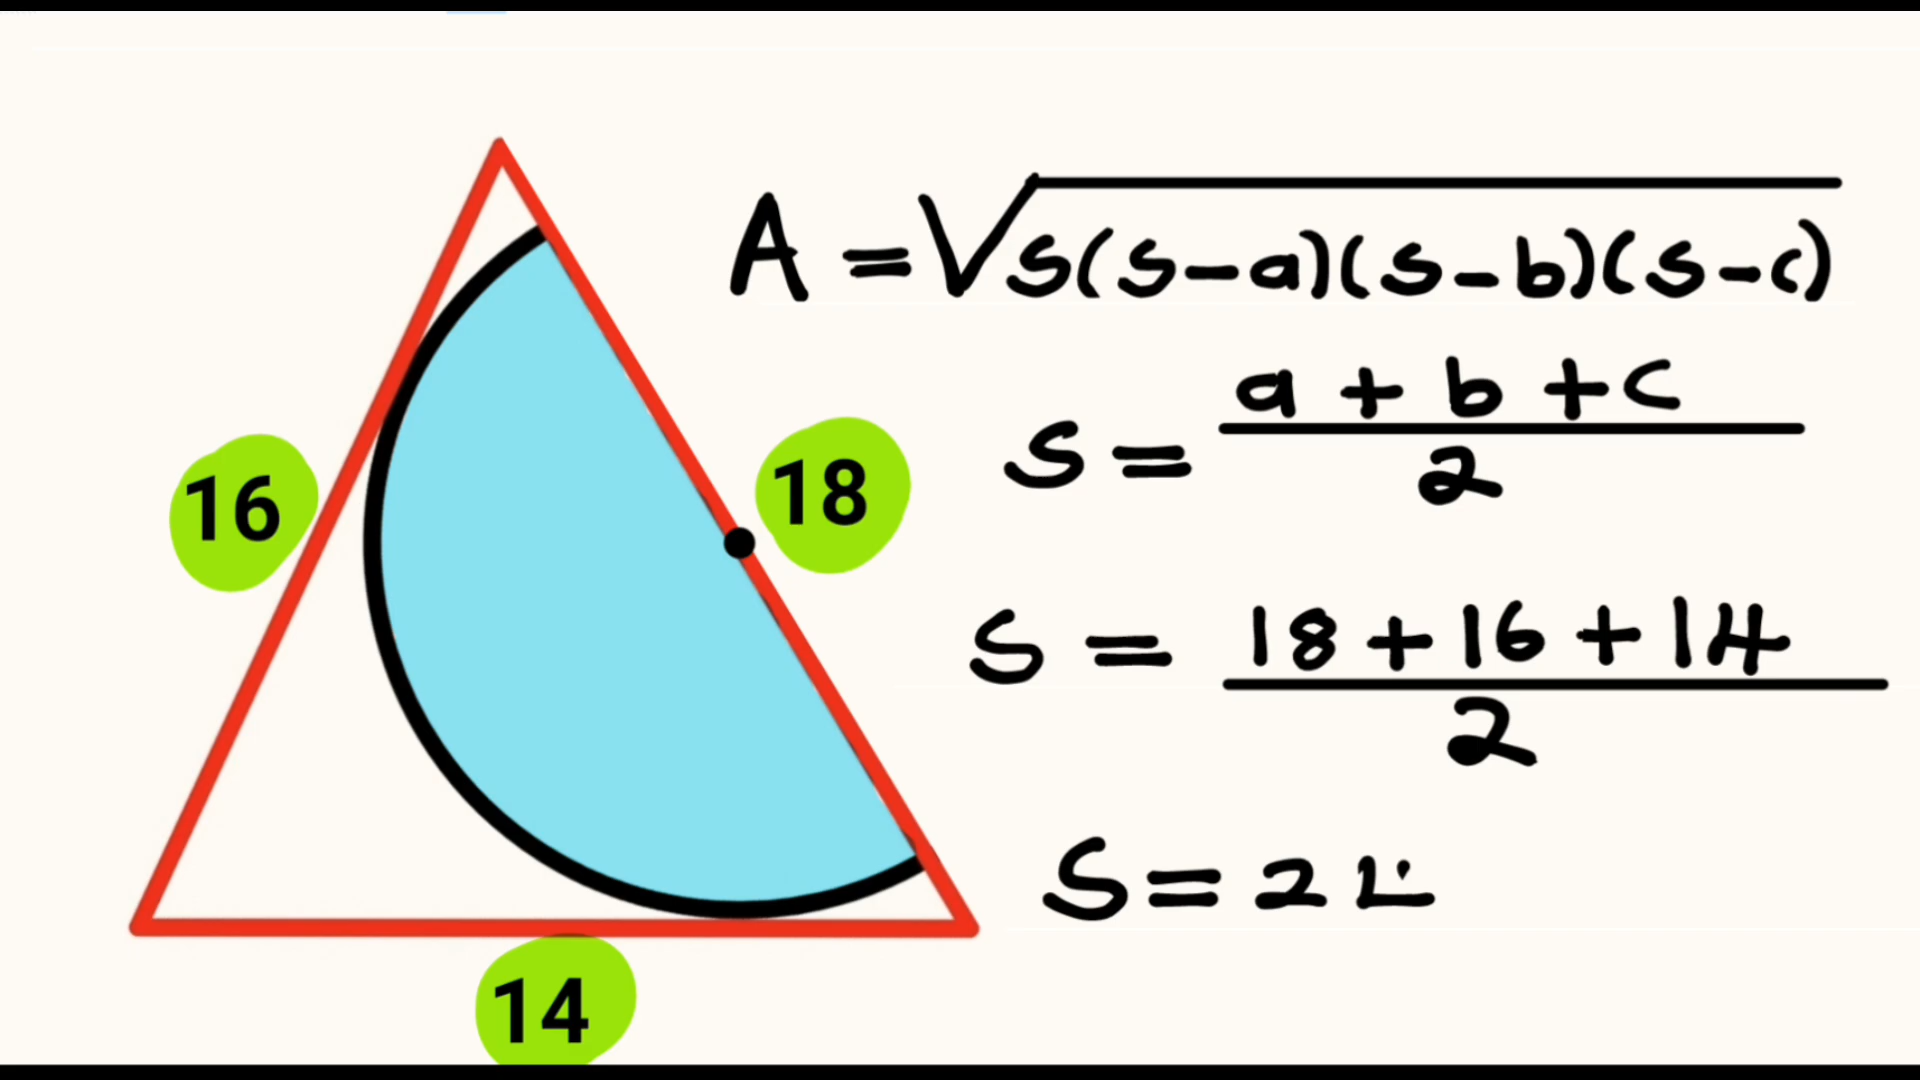 A = √s(s-a)(s-b)(s-c)
s = a + b + c
2
16
18
s = 18 + 16 + 14
2
s = 2
14